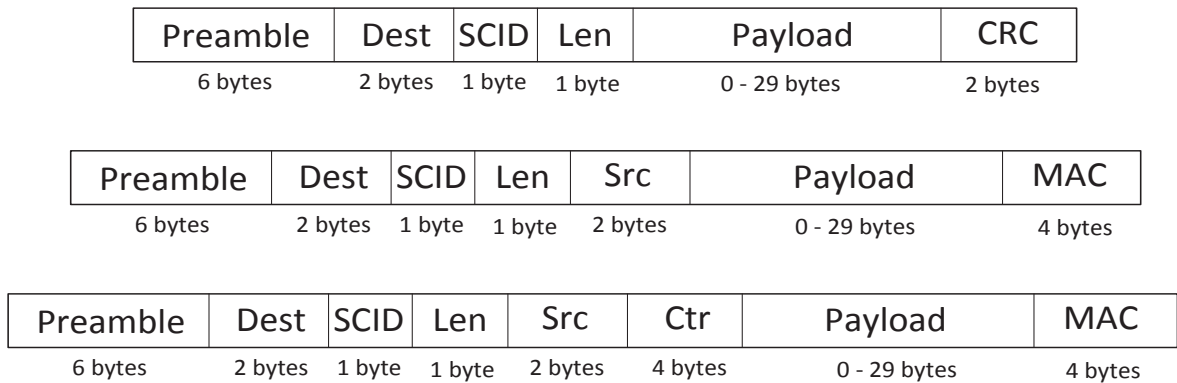 Preamble Dest SCID Len Payload CRC
6 bytes 2 bytes 1 byte 1 byte 0 - 29 bytes 2 bytes
Preamble Dest SCID Len Src Payload MAC
6 bytes 2 bytes 1 byte 1 byte 2 bytes 0 - 29 bytes 4 bytes
Preamble Dest SCID Len Src Ctr Payload MAC
6 bytes 2 bytes 1 byte 1 byte 2 bytes 4 bytes 0 - 29 bytes 4 bytes